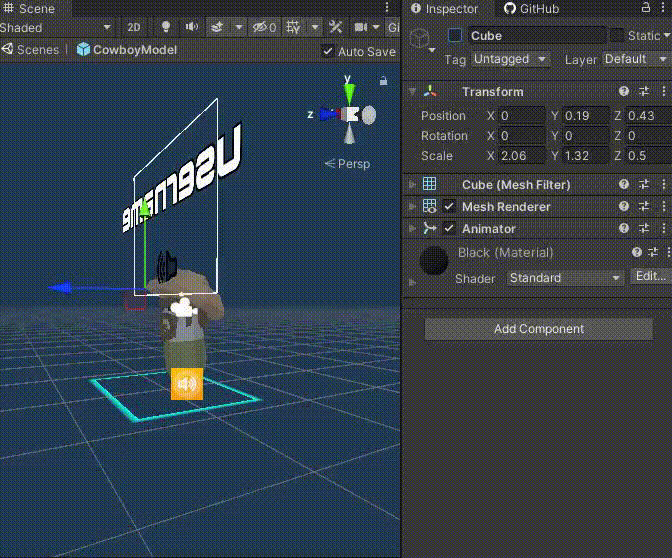 Scene
Inspector
GitHub
Shaded
2D
0
Gi
Scenes
CowboyModel
Auto Save
Cube
Static
Tag
Untagged
Layer
Default
Transform
Position X 0 Y 0.19 Z 0.43
Rotation X 0 Y 0 Z 0
Scale X 2.06 Y 1.32 Z 0.5
Cube (Mesh Filter)
Mesh Renderer
Animator
Black (Material)
Shader
Standard
Edit...
Add Component
y
z
Persp
username